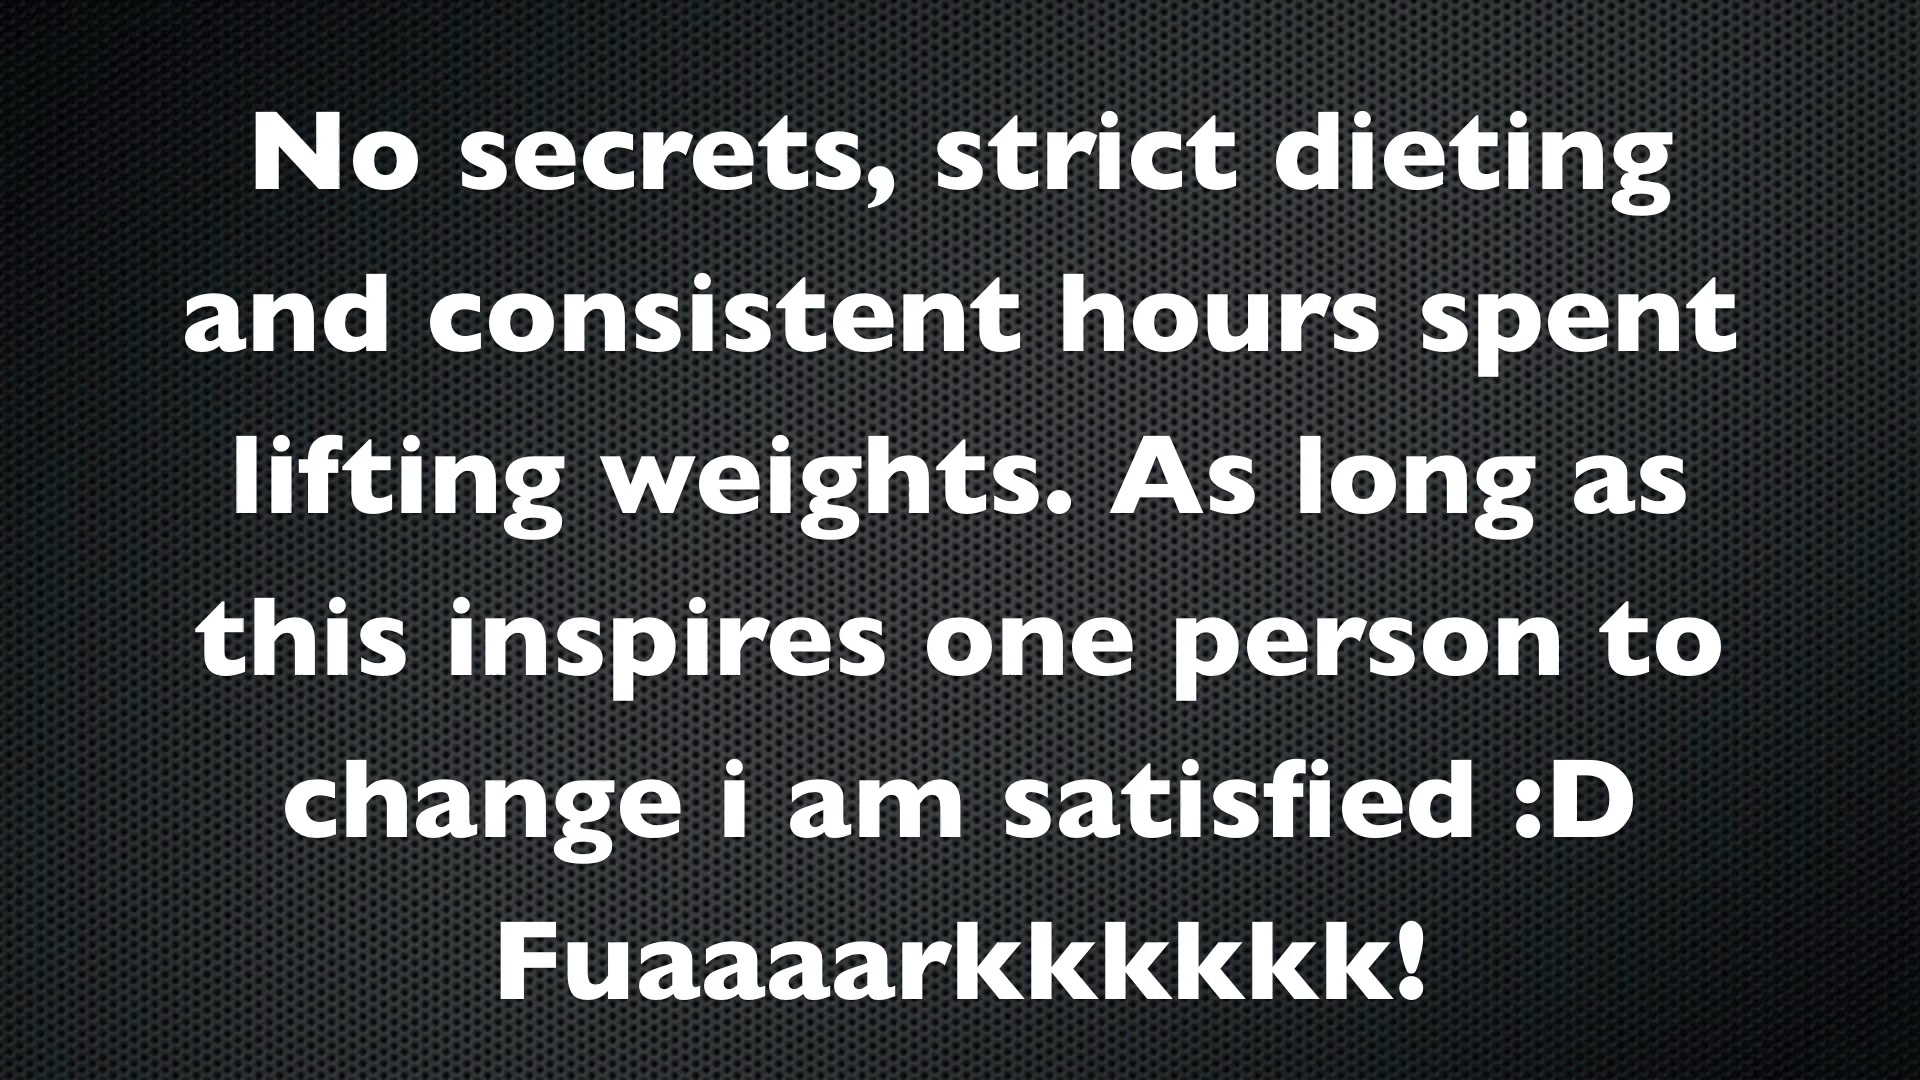 No secrets, strict dieting
and consistent hours spent
lifting weights. As long as
this inspires one person to
change i am satisfied :D
Fuaaaarkkkkkk!